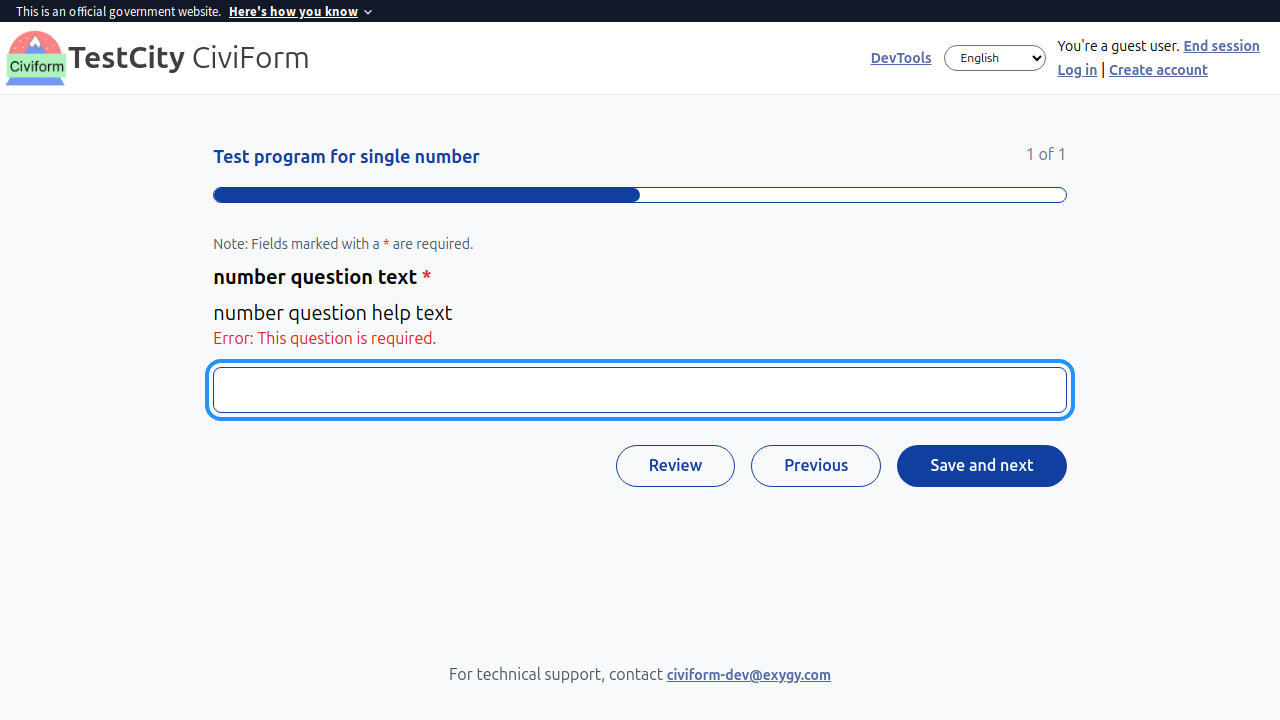 This is an official government website. Here's how you know
Civiform
TestCity CiviForm
DevTools
English
You're a guest user. End session
Log in | Create account
Test program for single number
1 of 1
Note: Fields marked with a * are required.
number question text *
number question help text
Error: This question is required.
Review
Previous
Save and next
For technical support, contact civiform-dev@exygy.com